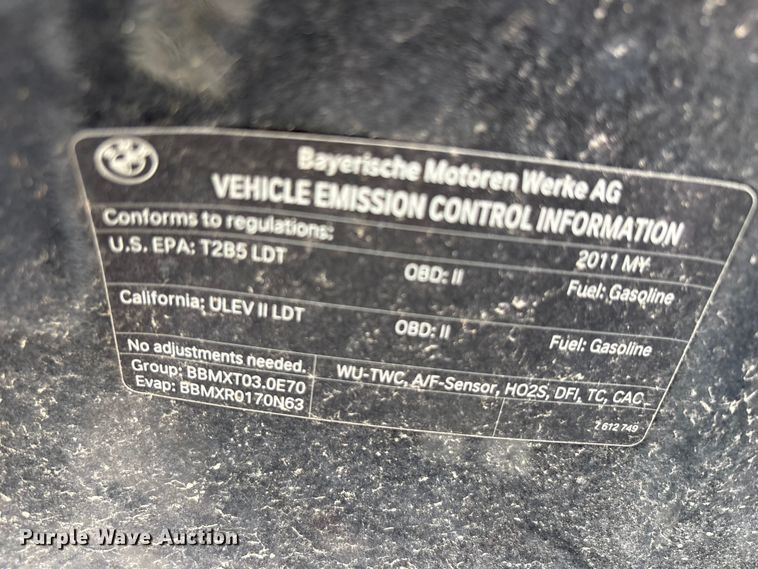 Bayerische Motoren Werke AG
VEHICLE EMISSION CONTROL INFORMATION
Conforms to regulations: 2011 MY
U.S. EPA: T2B5 LDT OBD: II Fuel: Gasoline
California: ULEV II LDT OBD: II Fuel: Gasoline
No adjustments needed.
Group: BBMXT03.0E70 WU-TWC, A/F-Sensor, HO2S, DFI, TC, CAC.
Evap: BBMXR0170N63
7 612 749
Purple Wave Auction